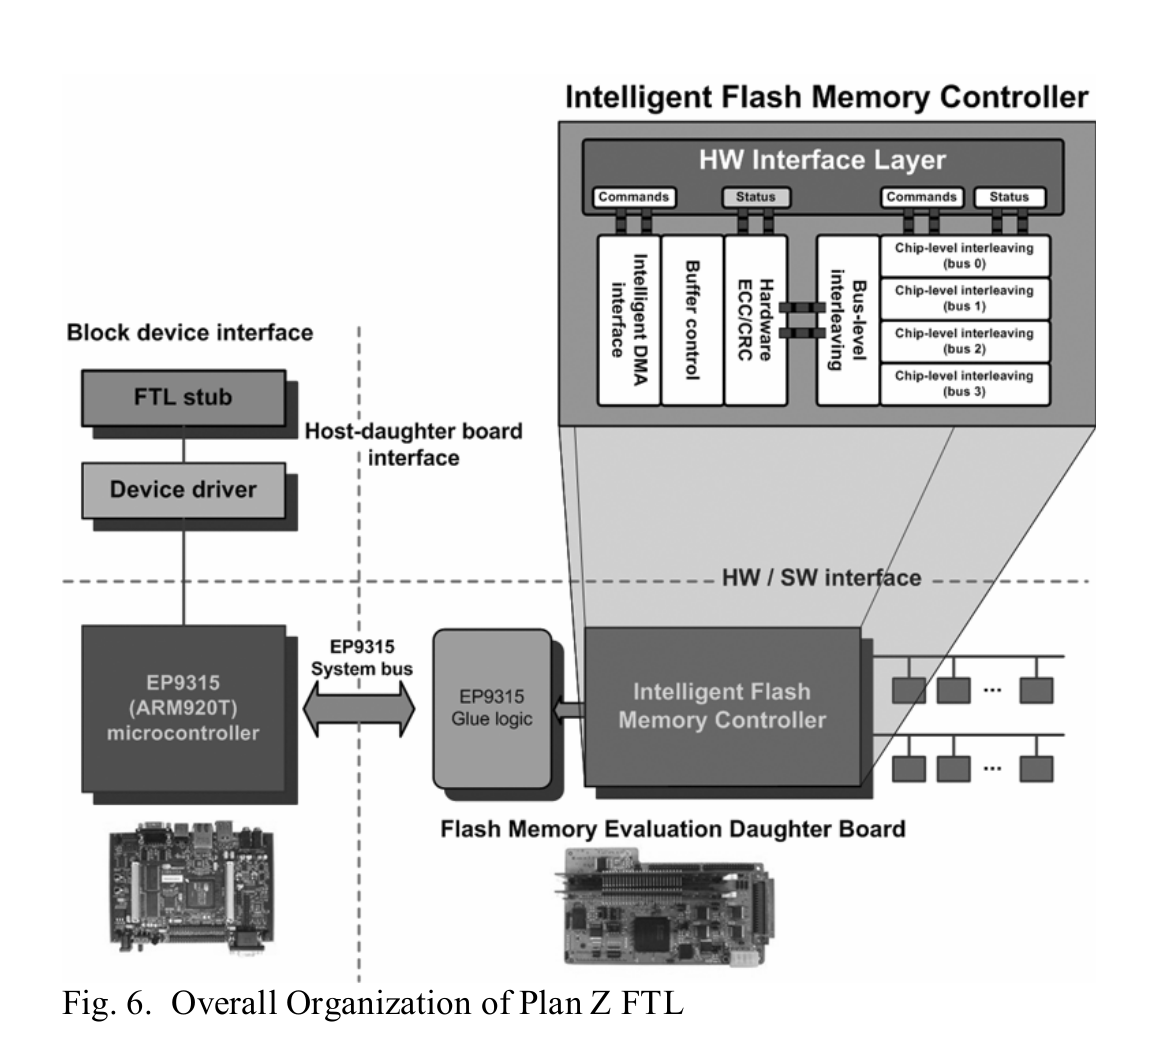 Intelligent Flash Memory Controller
HW Interface Layer
Commands
Status
Commands
Status
Intelligent DMA
interface
Buffer control
Hardware
ECC/CRC
Bus-level
interleaving
Chip-level interleaving
(bus 0)
Chip-level interleaving
(bus 1)
Chip-level interleaving
(bus 2)
Chip-level interleaving
(bus 3)
Block device interface
FTL stub
Host-daughter board
interface
Device driver
HW / SW interface
EP9315
(ARM920T)
microcontroller
EP9315
System bus
EP9315
Glue logic
Intelligent Flash
Memory Controller
...
...
Flash Memory Evaluation Daughter Board
Fig. 6. Overall Organization of Plan Z FTL